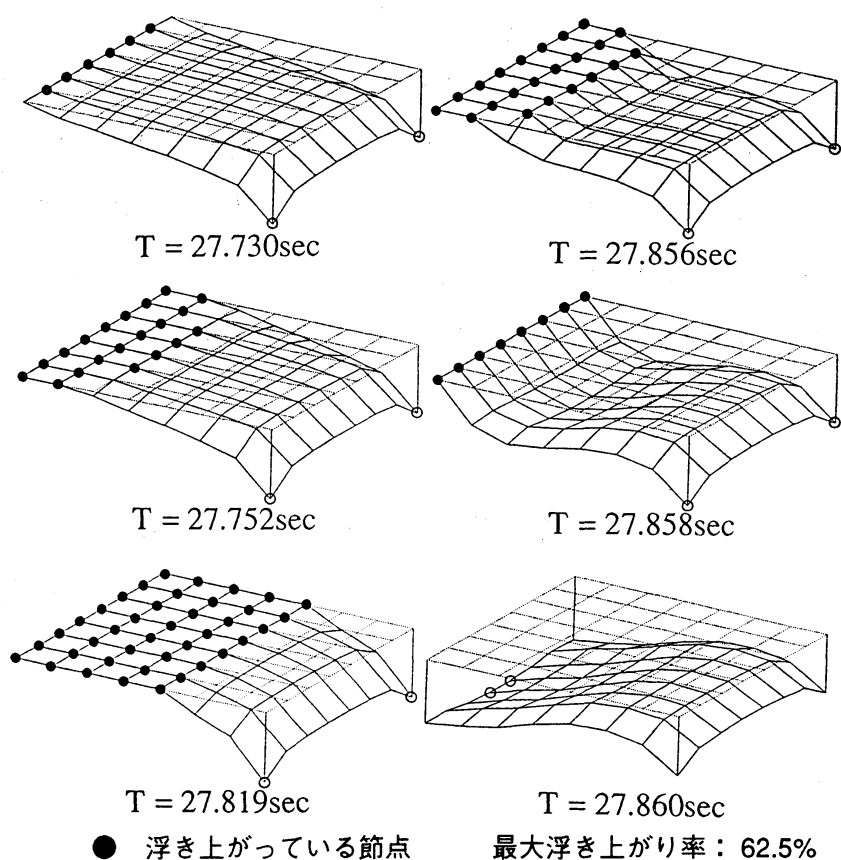 T = 27.730sec
T = 27.856sec
T = 27.752sec
T = 27.858sec
T = 27.819sec
T = 27.860sec
● 浮き上がっている節点 最大浮き上がり率： 62.5%